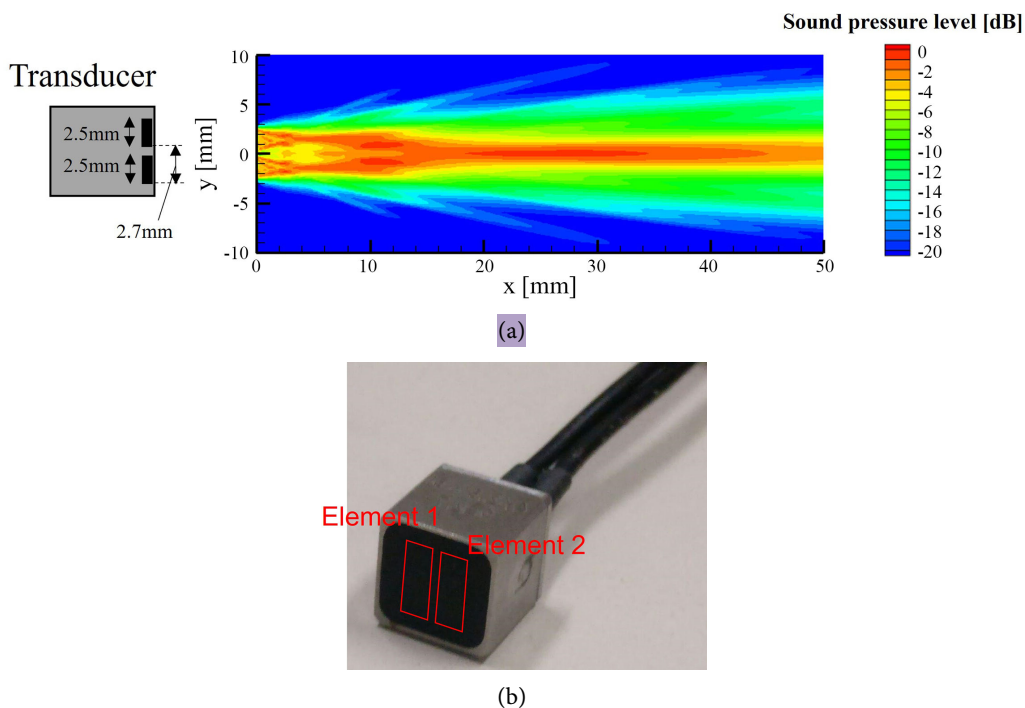 Sound pressure level [dB]
Transducer
2.5mm
2.5mm
2.7mm
y [mm]
10
5
0
-5
-10
0
10
20
30
40
50
x [mm]
0
-2
-4
-6
-8
-10
-12
-14
-16
-18
-20
(a)
Element 1
Element 2
(b)